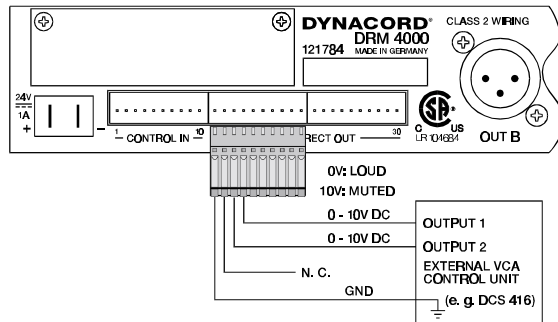 DYNACORD®
DRM 4000
121784 MADE IN GERMANY
CLASS 2 WIRING
24V
1A
+ −
1 CONTROL IN 10 RECT OUT 30
C US
LR 104684
OUT B
0V: LOUD
10V: MUTED
0 - 10V DC
OUTPUT 1
0 - 10V DC
OUTPUT 2
N. C.
EXTERNAL VCA
CONTROL UNIT
GND
(e. g. DCS 416)